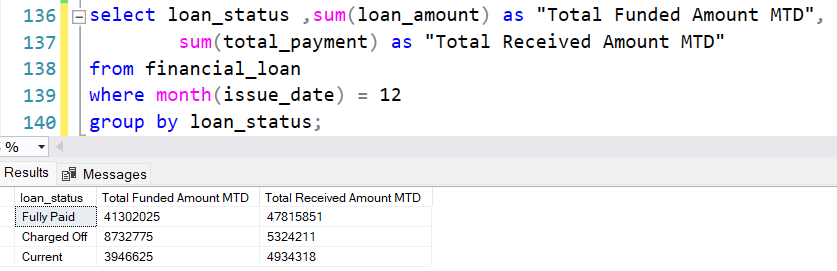 136 select loan_status ,sum(loan_amount) as "Total Funded Amount MTD",
137 sum(total_payment) as "Total Received Amount MTD"
138 from financial_loan
139 where month(issue_date) = 12
140 group by loan_status;
%
Results Messages
loan_status Total Funded Amount MTD Total Received Amount MTD
Fully Paid 41302025 47815851
Charged Off 8732775 5324211
Current 3946625 4934318